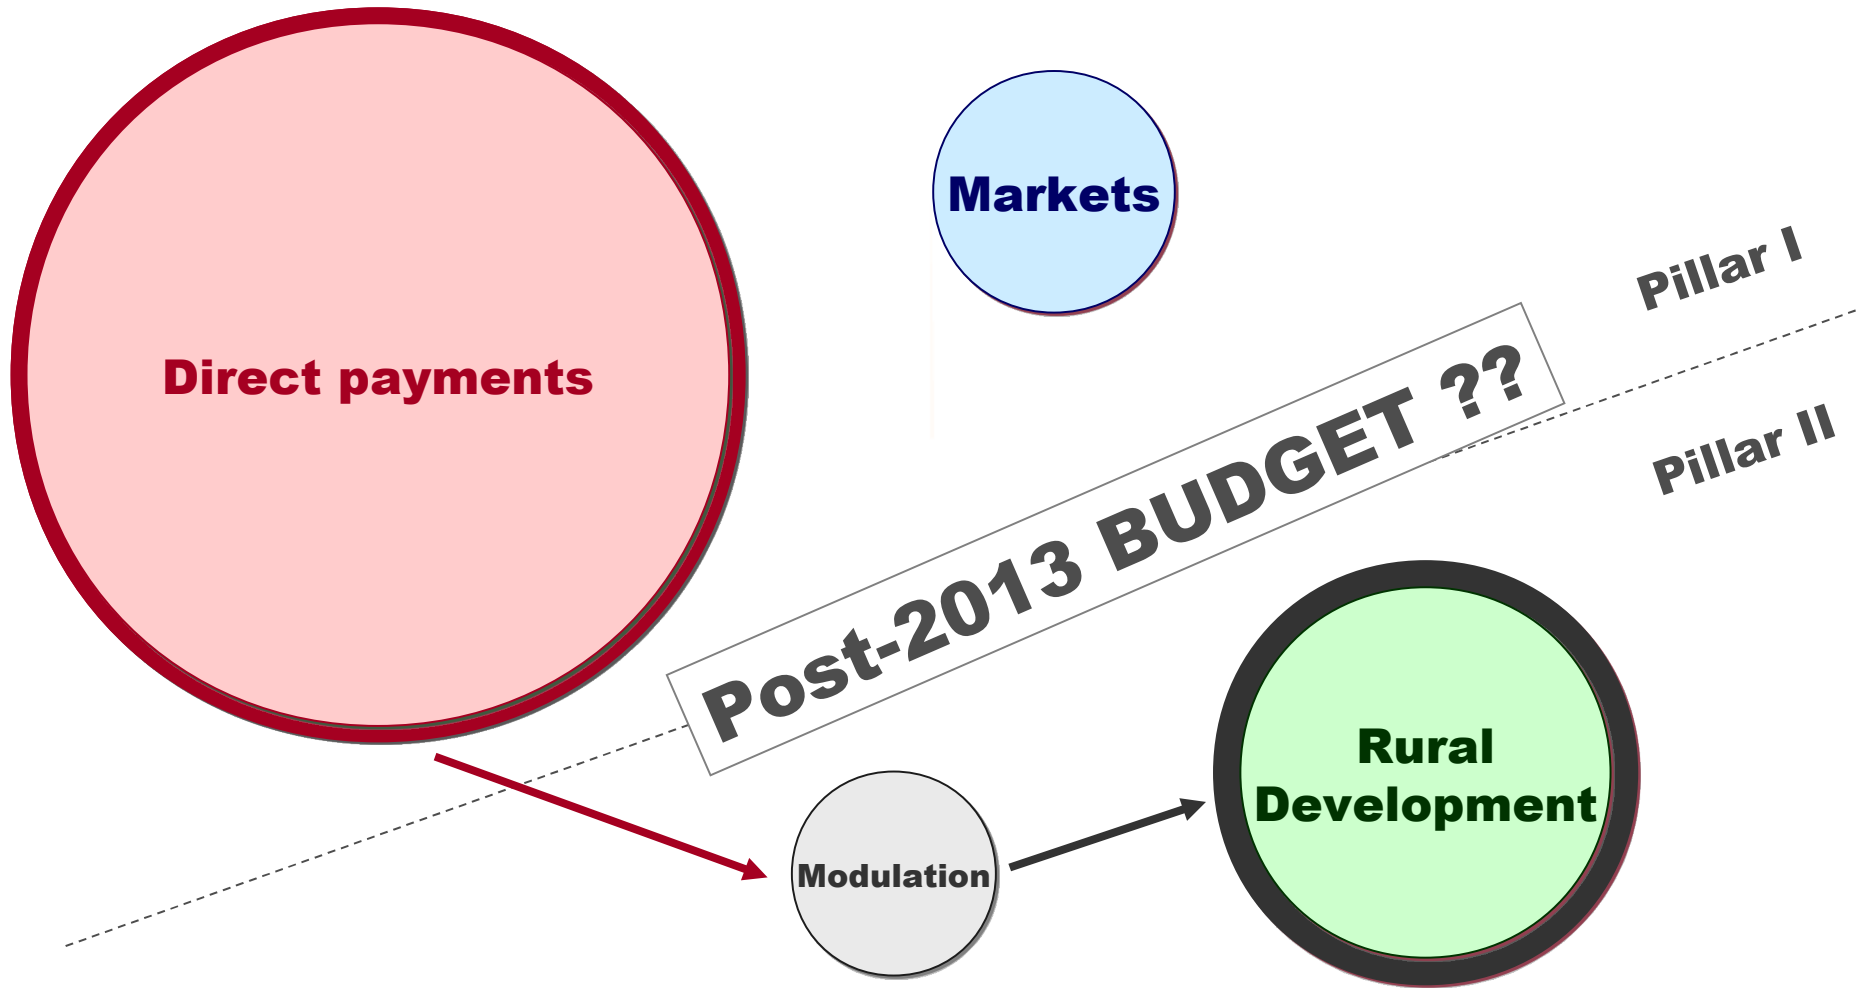 Markets
Pillar I
Direct payments
Post-2013 BUDGET ??
Pillar II
Rural
Development
Modulation